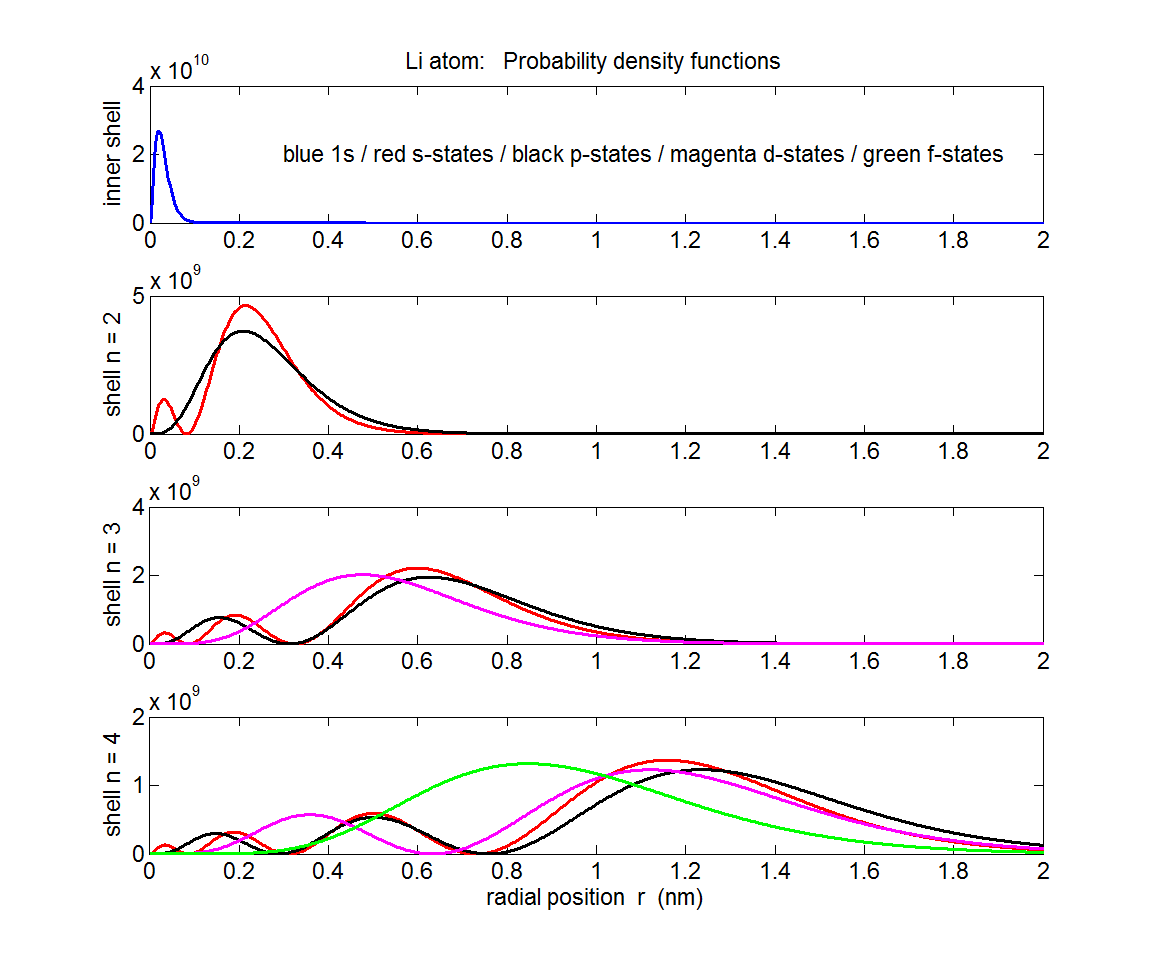 Li atom:   Probability density functions
x 10^10
4
2
0
inner shell
blue 1s / red s-states / black p-states / magenta d-states / green f-states
0 0.2 0.4 0.6 0.8 1 1.2 1.4 1.6 1.8 2
x 10^9
5
0
shell n = 2
0 0.2 0.4 0.6 0.8 1 1.2 1.4 1.6 1.8 2
x 10^9
4
2
0
shell n = 3
0 0.2 0.4 0.6 0.8 1 1.2 1.4 1.6 1.8 2
x 10^9
2
1
0
shell n = 4
0 0.2 0.4 0.6 0.8 1 1.2 1.4 1.6 1.8 2
radial position  r  (nm)